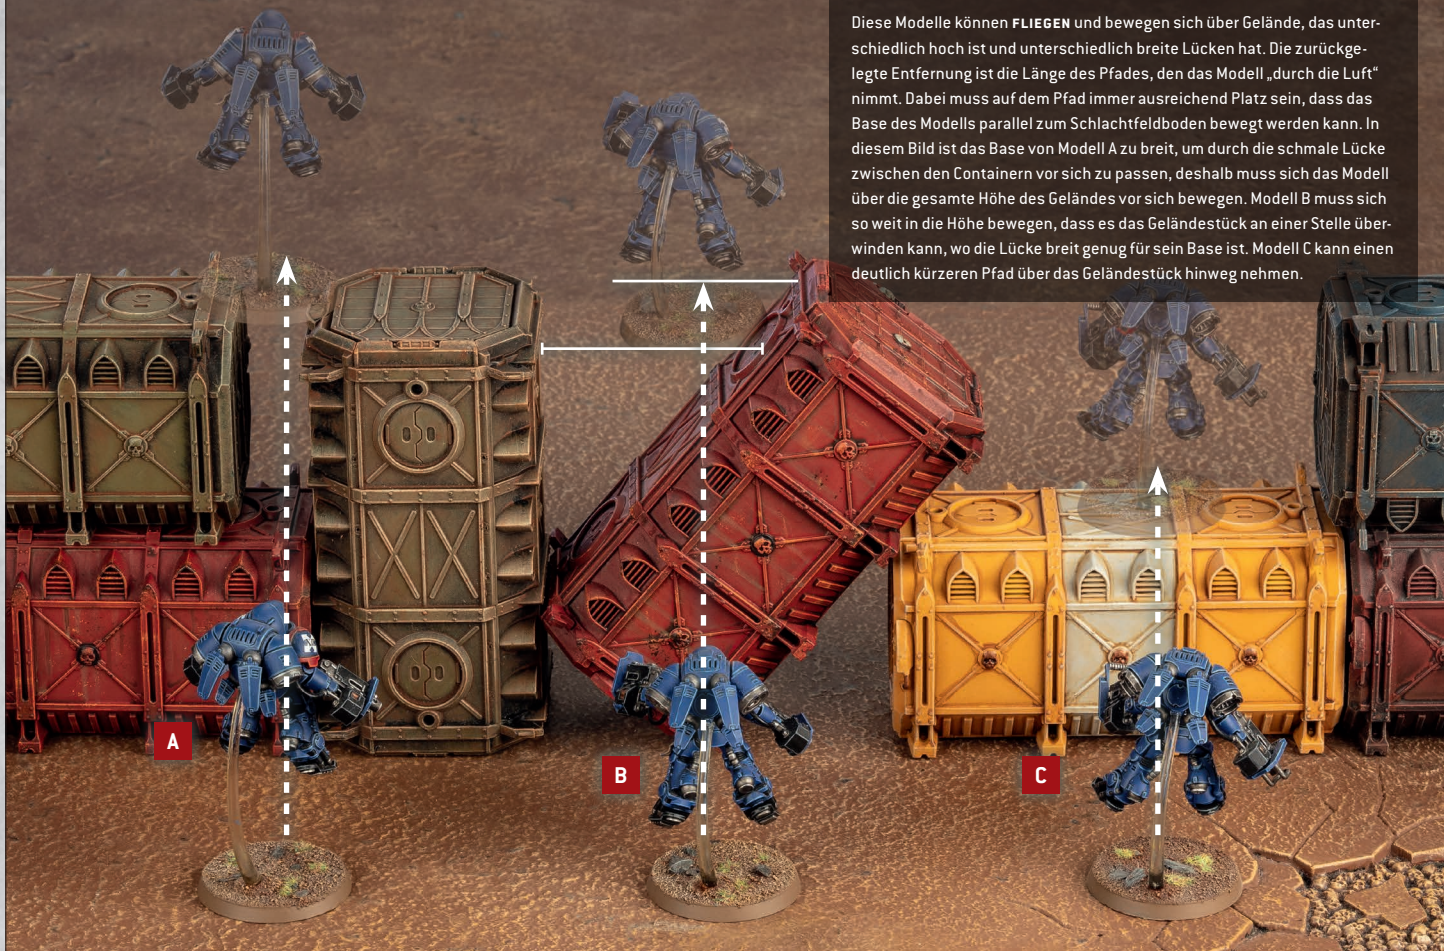 Diese Modelle können FLIEGEN und bewegen sich über Gelände, das unter-
schiedlich hoch ist und unterschiedlich breite Lücken hat. Die zurückge-
legte Entfernung ist die Länge des Pfades, den das Modell „durch die Luft“
nimmt. Dabei muss auf dem Pfad immer ausreichend Platz sein, dass das
Base des Modells parallel zum Schlachtfeldboden bewegt werden kann. In
diesem Bild ist das Base von Modell A zu breit, um durch die schmale Lücke
zwischen den Containern vor sich zu passen, deshalb muss sich das Modell
über die gesamte Höhe des Geländes vor sich bewegen. Modell B muss sich
so weit in die Höhe bewegen, dass es das Geländestück an einer Stelle über-
winden kann, wo die Lücke breit genug für sein Base ist. Modell C kann einen
deutlich kürzeren Pfad über das Geländestück hinweg nehmen.
A
B
C